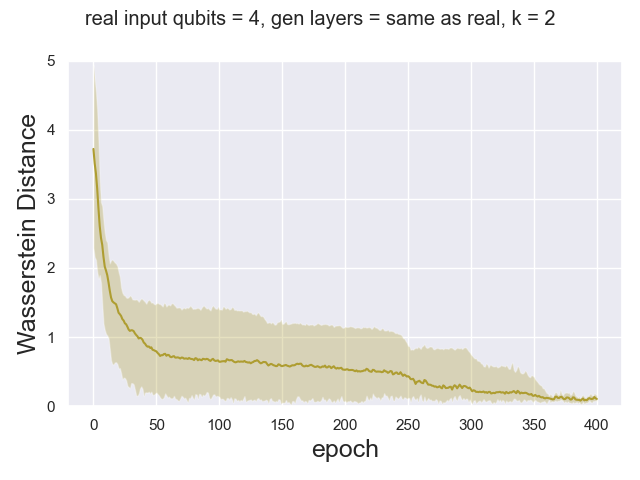 real input qubits = 4, gen layers = same as real, k = 2
Wasserstein Distance
5
4
3
2
1
0
0 50 100 150 200 250 300 350 400
epoch